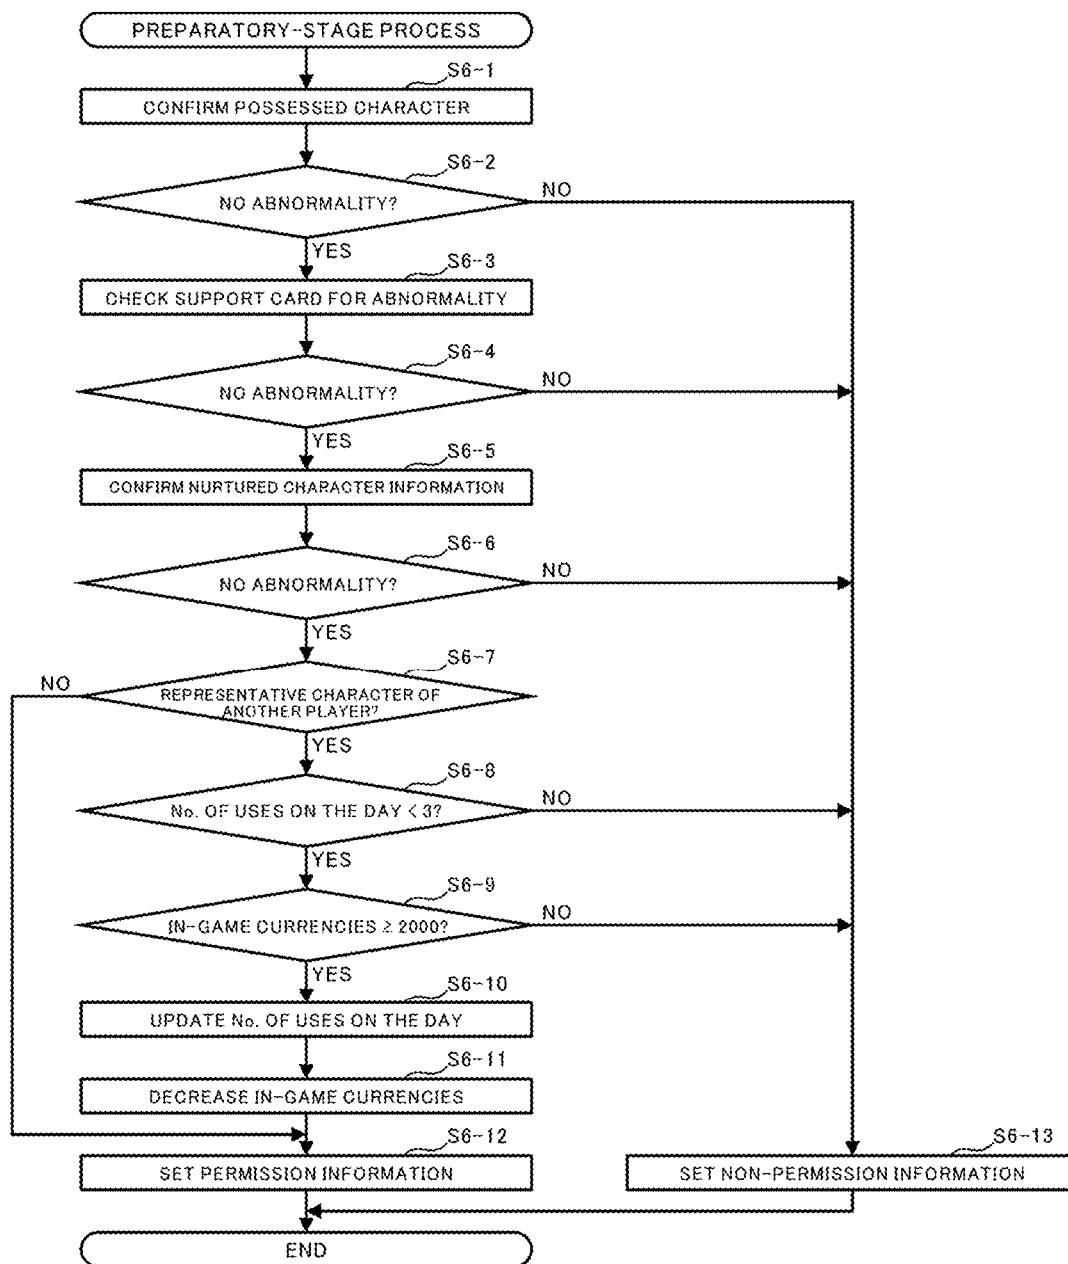 PREPARATORY-STAGE PROCESS
S6-1
CONFIRM POSSESSED CHARACTER
S6-2
NO ABNORMALITY?
NO
YES
S6-3
CHECK SUPPORT CARD FOR ABNORMALITY
S6-4
NO ABNORMALITY?
NO
YES
S6-5
CONFIRM NURTURED CHARACTER INFORMATION
S6-6
NO ABNORMALITY?
NO
YES
S6-7
NO
REPRESENTATIVE CHARACTER OF
ANOTHER PLAYER?
YES
S6-8
No. OF USES ON THE DAY < 3?
NO
YES
S6-9
IN-GAME CURRENCIES ≥ 2000?
NO
YES
S6-10
UPDATE No. OF USES ON THE DAY
S6-11
DECREASE IN-GAME CURRENCIES
S6-12
SET PERMISSION INFORMATION
S6-13
SET NON-PERMISSION INFORMATION
END